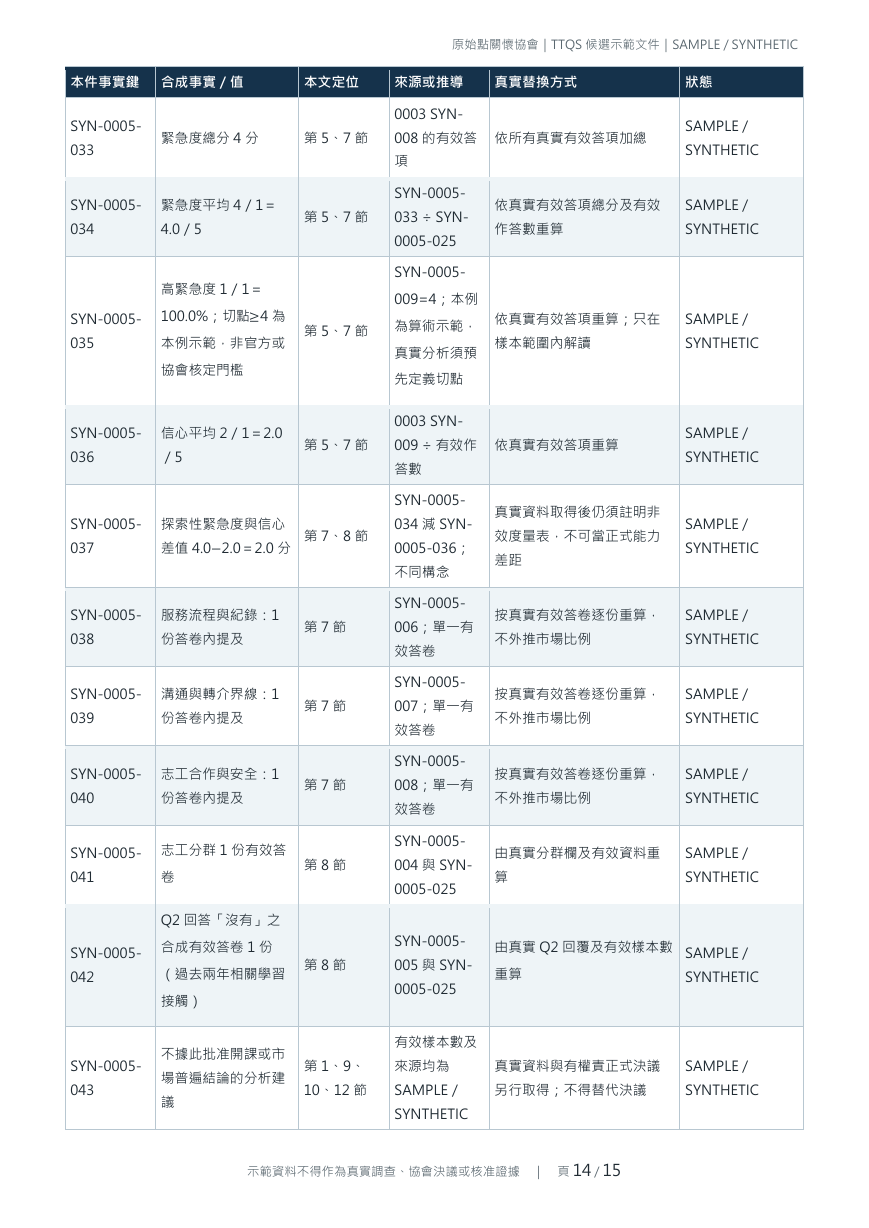 原始點關懷協會 | TTQS 候選示範文件 | SAMPLE / SYNTHETIC
本件事實鍵 合成事實 / 值 本文定位 來源或推導 真實替換方式 狀態
SYN-0005-
033
緊急度總分 4 分
第 5、7 節
0003 SYN-
008 的有效答
項
依所有真實有效答項加總
SAMPLE /
SYNTHETIC
SYN-0005-
034
緊急度平均 4 / 1 =
4.0 / 5
第 5、7 節
SYN-0005-
033 ÷ SYN-
0005-025
依真實有效答項總分及有效
作答數重算
SAMPLE /
SYNTHETIC
SYN-0005-
035
高緊急度 1 / 1 =
100.0%；切點≥4 為
本例示範，非官方或
協會核定門檻
第 5、7 節
SYN-0005-
009=4；本例
為算術示範，
真實分析須預
先定義切點
依真實有效答項重算；只在
樣本範圍內解讀
SAMPLE /
SYNTHETIC
SYN-0005-
036
信心平均 2 / 1 = 2.0
/ 5
第 5、7 節
0003 SYN-
009 ÷ 有效作
答數
依真實有效答項重算
SAMPLE /
SYNTHETIC
SYN-0005-
037
探索性緊急度與信心
差值 4.0−2.0 = 2.0 分
第 7、8 節
SYN-0005-
034 減 SYN-
0005-036；
不同構念
真實資料取得後仍須註明非
效度量表，不可當正式能力
差距
SAMPLE /
SYNTHETIC
SYN-0005-
038
服務流程與紀錄：1
份答卷內提及
第 7 節
SYN-0005-
006；單一有
效答卷
按真實有效答卷逐份重算，
不外推市場比例
SAMPLE /
SYNTHETIC
SYN-0005-
039
溝通與轉介界線：1
份答卷內提及
第 7 節
SYN-0005-
007；單一有
效答卷
按真實有效答卷逐份重算，
不外推市場比例
SAMPLE /
SYNTHETIC
SYN-0005-
040
志工合作與安全：1
份答卷內提及
第 7 節
SYN-0005-
008；單一有
效答卷
按真實有效答卷逐份重算，
不外推市場比例
SAMPLE /
SYNTHETIC
SYN-0005-
041
志工分群 1 份有效答
卷
第 8 節
SYN-0005-
004 與 SYN-
0005-025
由真實分群欄及有效資料重
算
SAMPLE /
SYNTHETIC
SYN-0005-
042
Q2 回答「沒有」之
合成有效答卷 1 份
（過去兩年相關學習
接觸）
第 8 節
SYN-0005-
005 與 SYN-
0005-025
由真實 Q2 回覆及有效樣本數
重算
SAMPLE /
SYNTHETIC
SYN-0005-
043
不據此批准開課或市
場普遍結論的分析建
議
第 1、9、
10、12 節
有效樣本數及
來源均為
SAMPLE /
SYNTHETIC
真實資料與有權責正式決議
另行取得；不得替代決議
SAMPLE /
SYNTHETIC
示範資料不得作為真實調查、協會決議或核准證據 | 頁 14 / 15